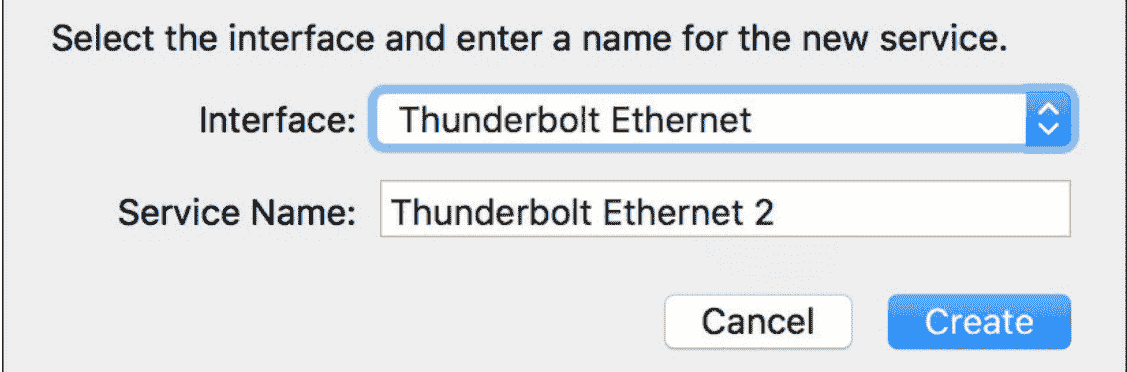 Select the interface and enter a name for the new service.
Interface: Thunderbolt Ethernet
Service Name: Thunderbolt Ethernet 2
Cancel Create